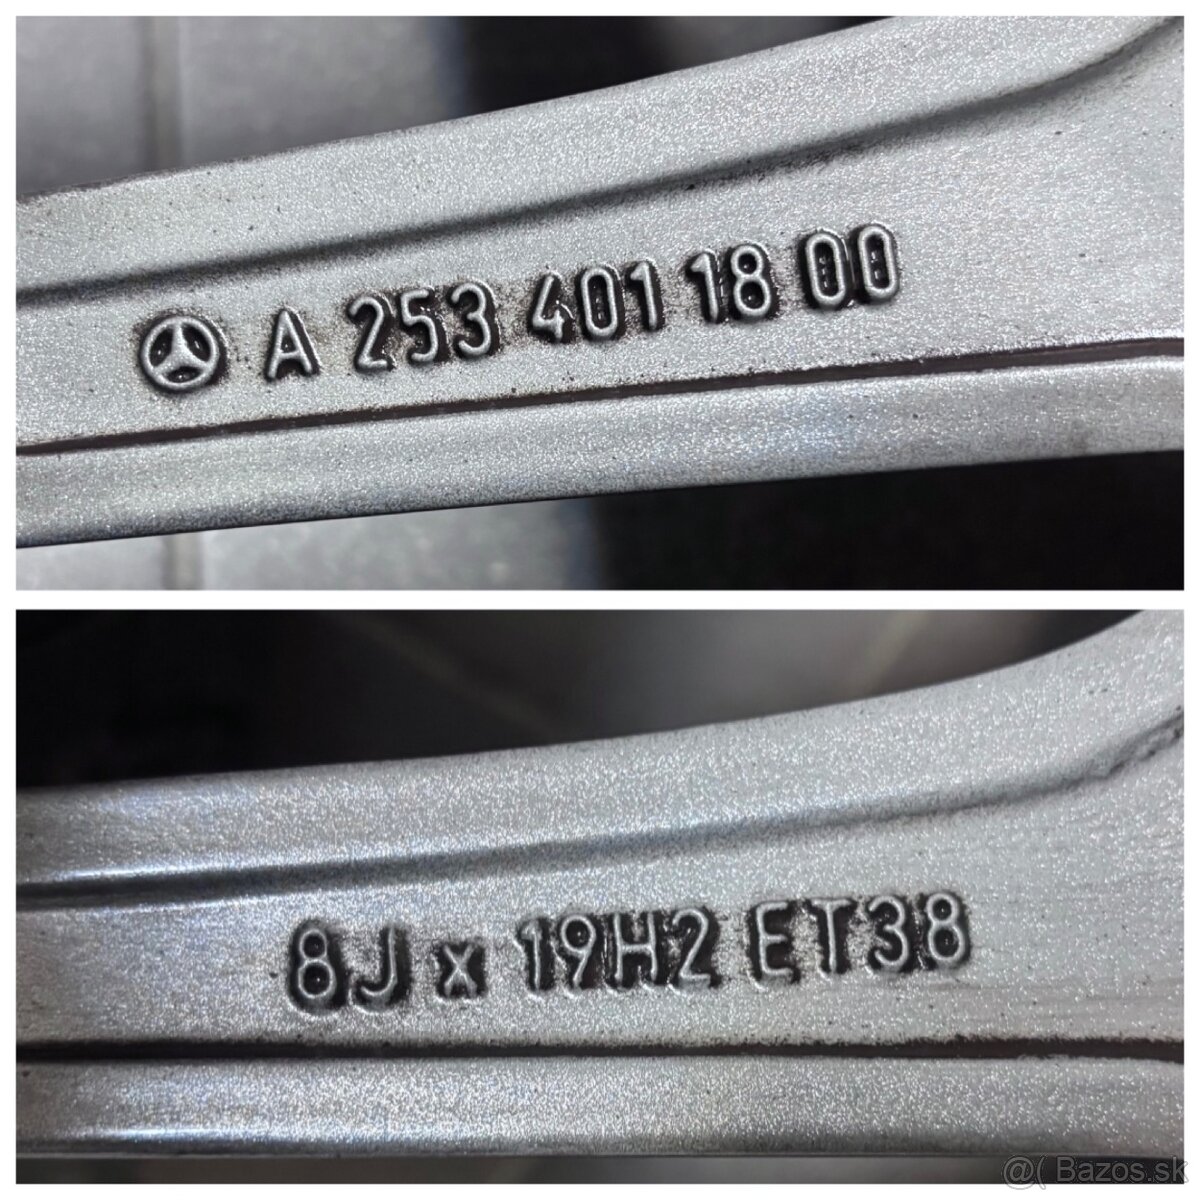 A 253 401 18 00
8J x 19H2 ET38
@( Bazos.sk